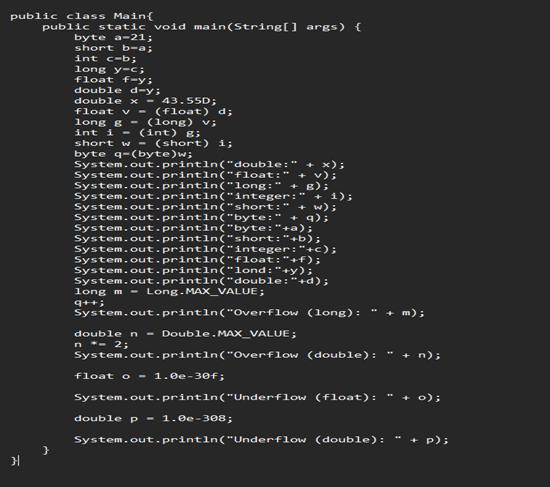 public class Main{
public static void main(String[] args) {
byte a=21;
short b=a;
int c=b;
long y=c;
float f=y;
double d=y;
double x = 43.55D;
float v = (float) d;
long g = (long) v;
int i = (int) g;
short w = (short) i;
byte q=(byte)w;
System.out.println("double:" + x);
System.out.println("float:" + v);
System.out.println("long:" + g);
System.out.println("integer:" + i);
System.out.println("short:" + w);
System.out.println("byte:" + q);
System.out.println("byte:"+a);
System.out.println("short:"+b);
System.out.println("integer:"+c);
System.out.println("float:"+f);
System.out.println("lond:"+y);
System.out.println("double:"+d);
long m = Long.MAX_VALUE;
q++;
System.out.println("Overflow (long): " + m);
double n = Double.MAX_VALUE;
n *= 2;
System.out.println("Overflow (double): " + n);
float o = 1.0e-30f;
System.out.println("Underflow (float): " + o);
double p = 1.0e-308;
System.out.println("Underflow (double): " + p);
}
}